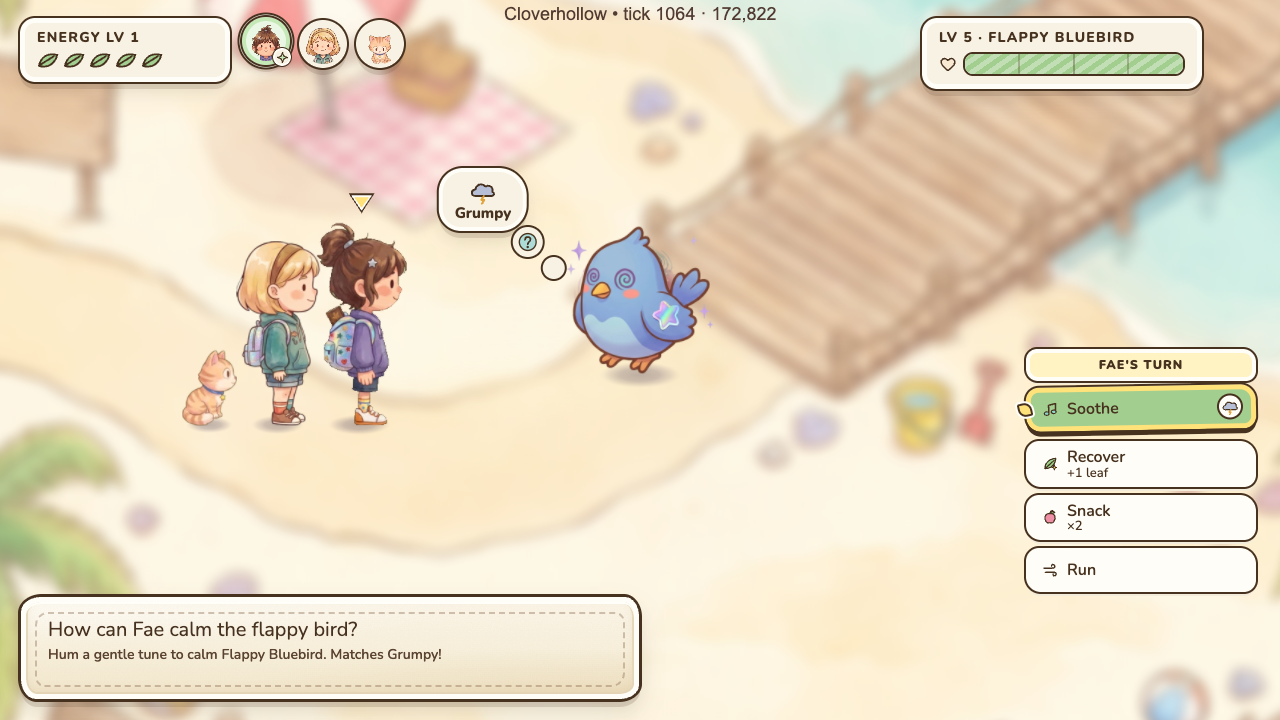 Cloverhollow • tick 1064 · 172,822
ENERGY LV 1
LV 5 · FLAPPY BLUEBIRD
Grumpy
?
FAE'S TURN
Soothe
Recover
+1 leaf
Snack
×2
Run
How can Fae calm the flappy bird?
Hum a gentle tune to calm Flappy Bluebird. Matches Grumpy!